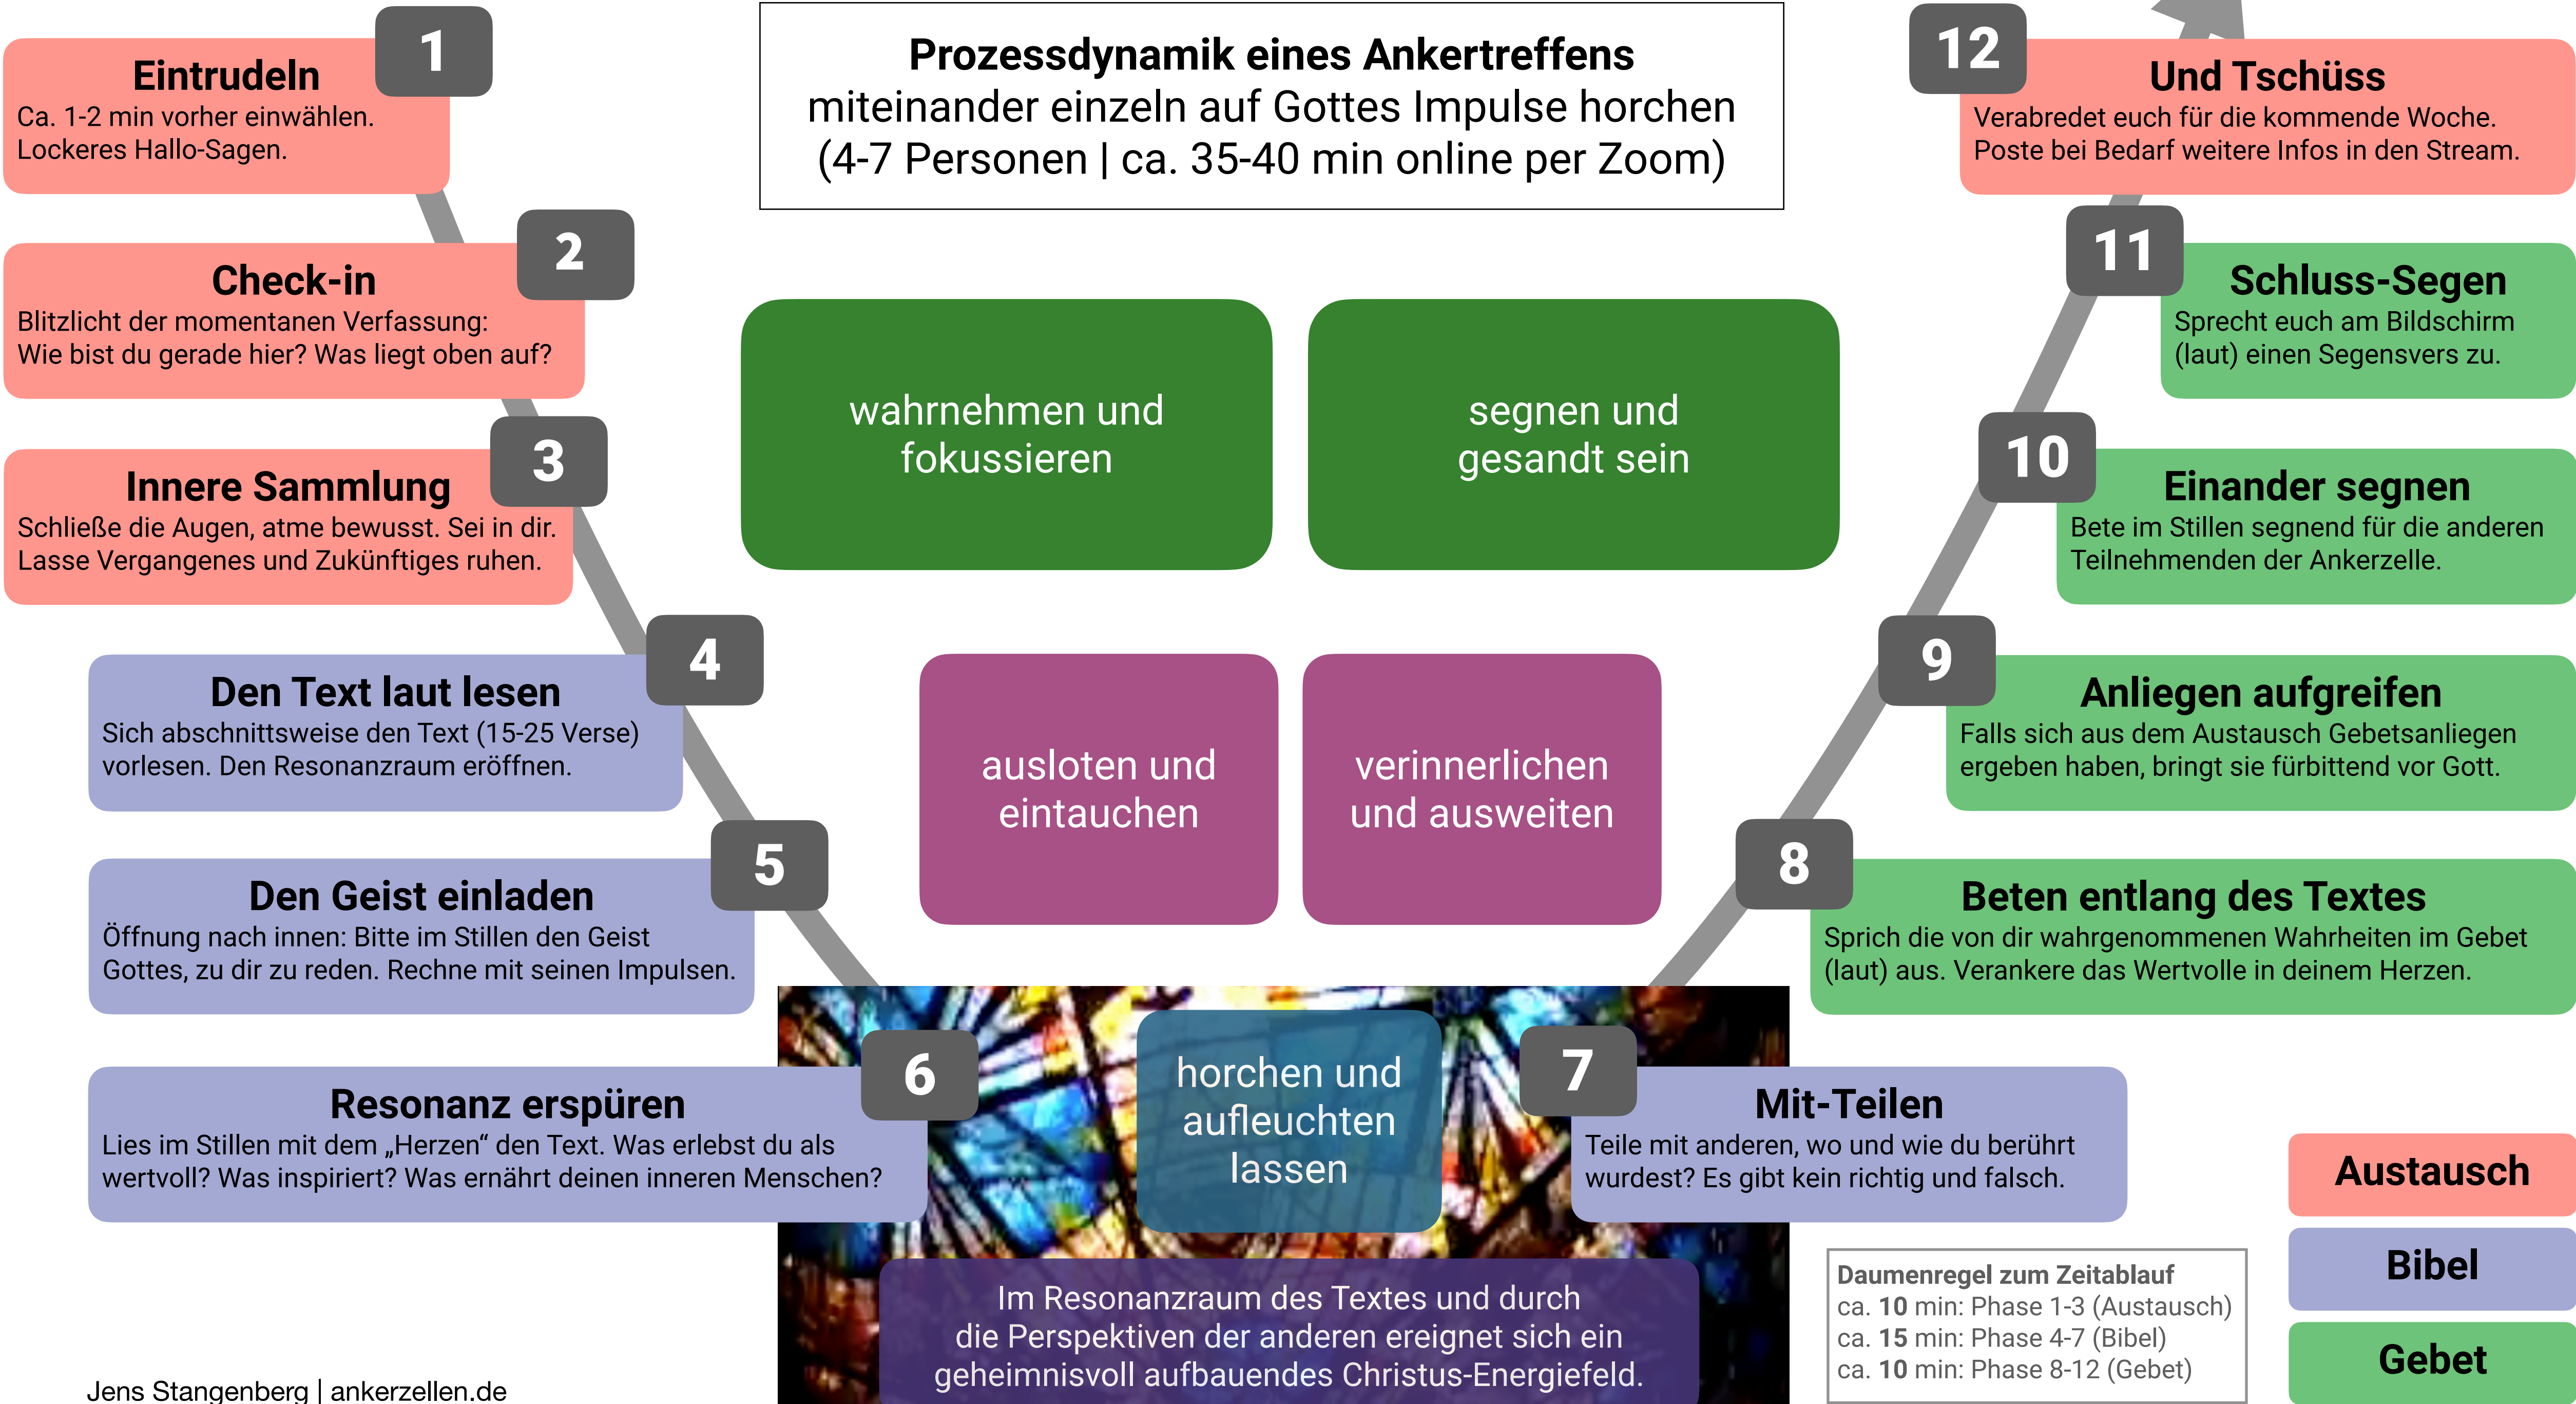 Prozessdynamik eines Ankertreffens
miteinander einzeln auf Gottes Impulse horchen
(4-7 Personen | ca. 35-40 min online per Zoom)
1
Eintrudeln
Ca. 1-2 min vorher einwählen.
Lockeres Hallo-Sagen.
2
Check-in
Blitzlicht der momentanen Verfassung:
Wie bist du gerade hier? Was liegt oben auf?
3
Innere Sammlung
Schließe die Augen, atme bewusst. Sei in dir.
Lasse Vergangenes und Zukünftiges ruhen.
4
Den Text laut lesen
Sich abschnittsweise den Text (15-25 Verse)
vorlesen. Den Resonanzraum eröffnen.
5
Den Geist einladen
Öffnung nach innen: Bitte im Stillen den Geist
Gottes, zu dir zu reden. Rechne mit seinen Impulsen.
6
Resonanz erspüren
Lies im Stillen mit dem „Herzen“ den Text. Was erlebst du als
wertvoll? Was inspiriert? Was ernährt deinen inneren Menschen?
wahrnehmen und
fokussieren
segnen und
gesandt sein
ausloten und
eintauchen
verinnerlichen
und ausweiten
horchen und
aufleuchten
lassen
Im Resonanzraum des Textes und durch
die Perspektiven der anderen ereignet sich ein
geheimnisvoll aufbauendes Christus-Energiefeld.
7
Mit-Teilen
Teile mit anderen, wo und wie du berührt
wurdest? Es gibt kein richtig und falsch.
8
Beten entlang des Textes
Sprich die von dir wahrgenommenen Wahrheiten im Gebet
(laut) aus. Verankere das Wertvolle in deinem Herzen.
9
Anliegen aufgreifen
Falls sich aus dem Austausch Gebetsanliegen
ergeben haben, bringt sie fürbittend vor Gott.
10
Einander segnen
Bete im Stillen segnend für die anderen
Teilnehmenden der Ankerzelle.
11
Schluss-Segen
Sprecht euch am Bildschirm
(laut) einen Segensvers zu.
12
Und Tschüss
Verabredet euch für die kommende Woche.
Poste bei Bedarf weitere Infos in den Stream.
Daumenregel zum Zeitablauf
ca. 10 min: Phase 1-3 (Austausch)
ca. 15 min: Phase 4-7 (Bibel)
ca. 10 min: Phase 8-12 (Gebet)
Austausch
Bibel
Gebet
Jens Stangenberg | ankerzellen.de